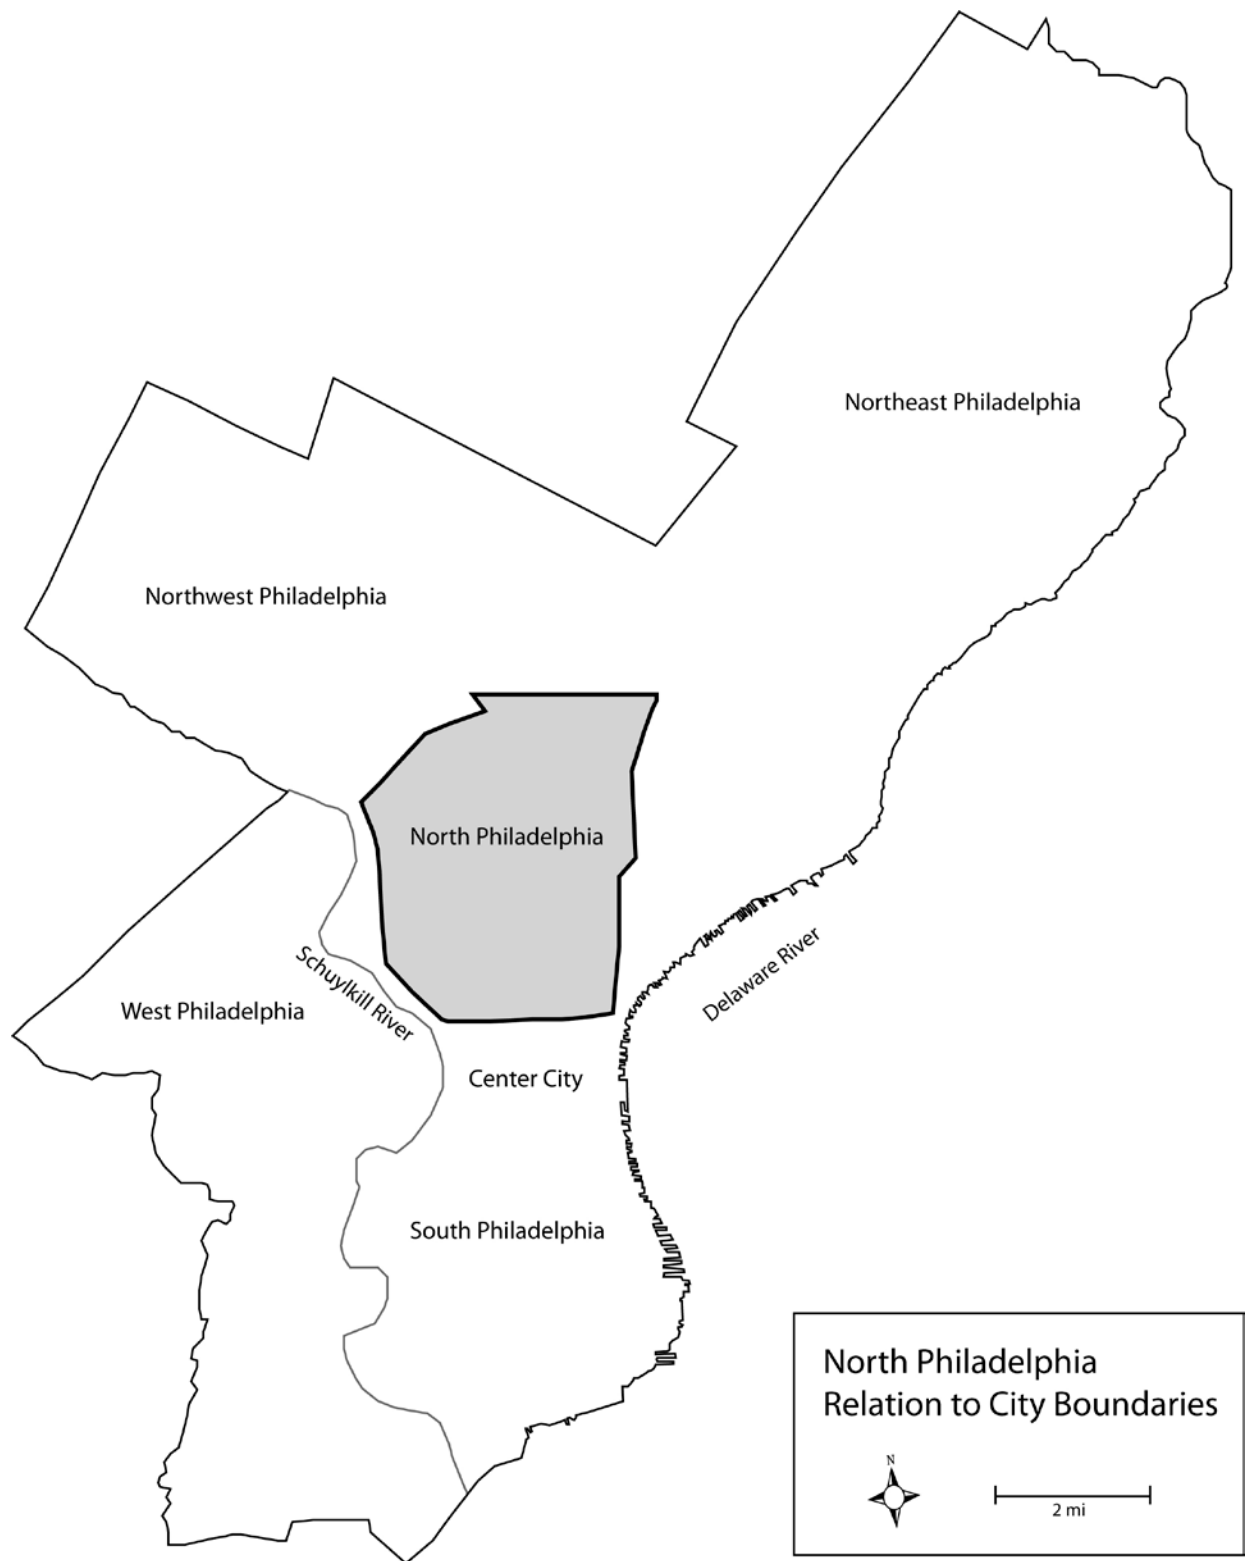 Northeast Philadelphia
Northwest Philadelphia
North Philadelphia
Schuylkill River
Delaware River
West Philadelphia
Center City
South Philadelphia
North Philadelphia
Relation to City Boundaries
N
2 mi